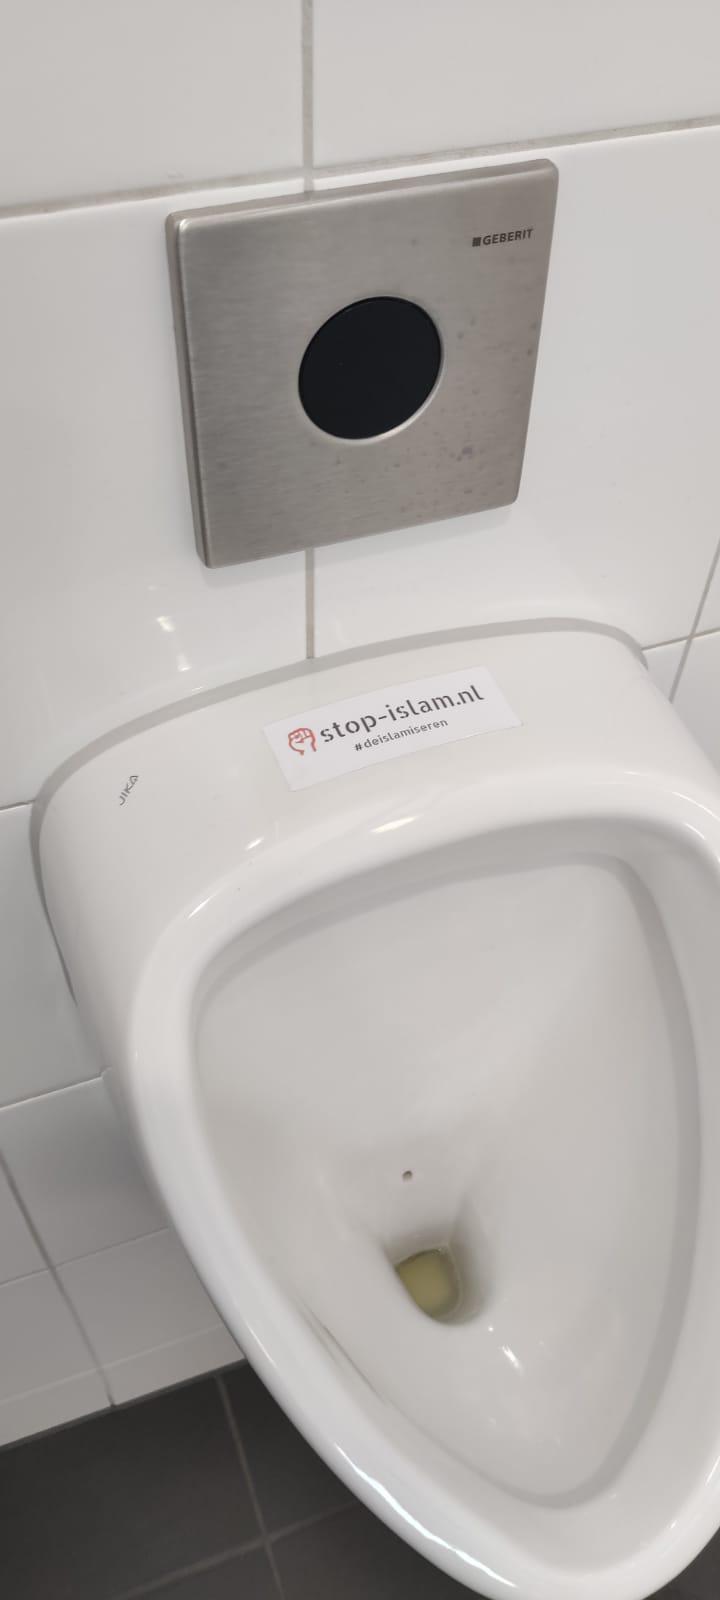 GEBERIT
stop-islam.nl
#deislamiseren
JIKA